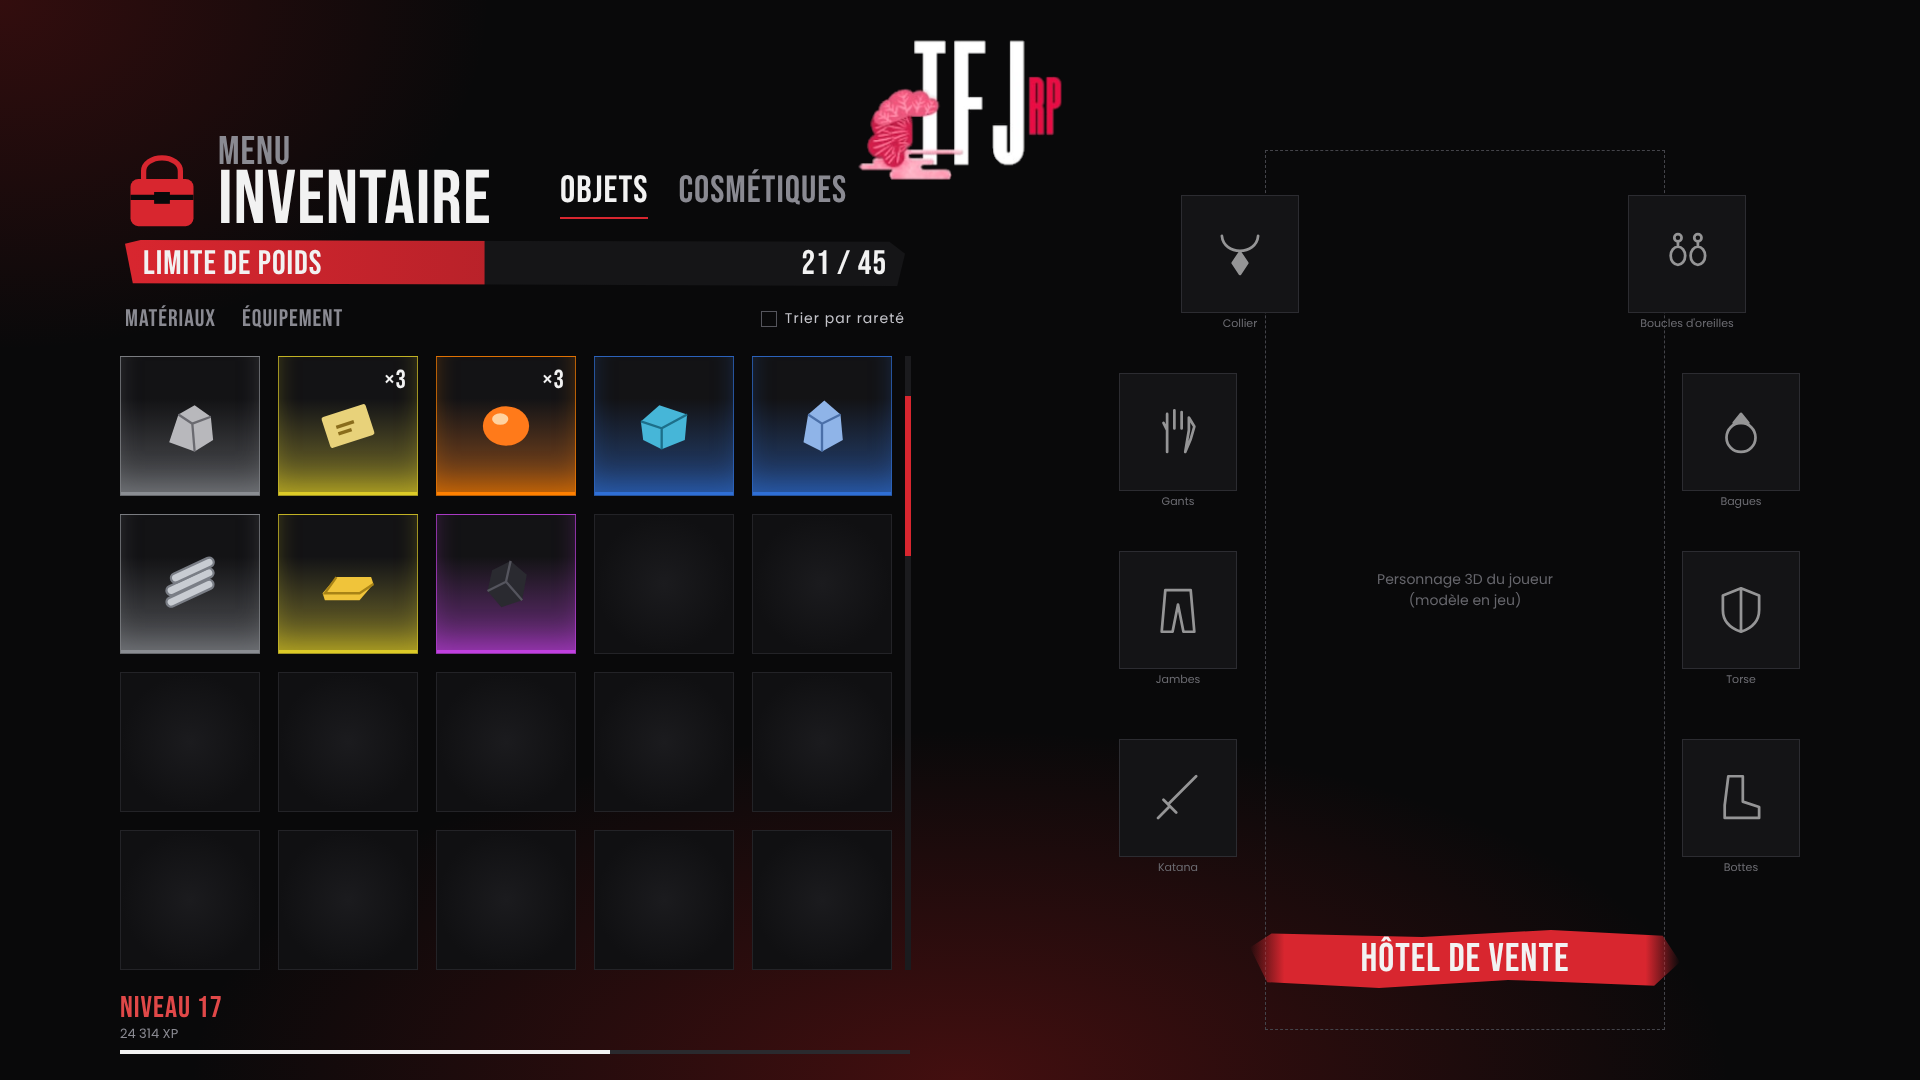 TFJ RP
MENU
INVENTAIRE
OBJETS COSMÉTIQUES
LIMITE DE POIDS 21 / 45
MATÉRIAUX ÉQUIPEMENT Trier par rareté
×3 ×3
NIVEAU 17
24 314 XP
Collier Boucles d'oreilles
Gants Bagues
Personnage 3D du joueur
(modèle en jeu)
Jambes Torse
Katana Bottes
HÔTEL DE VENTE